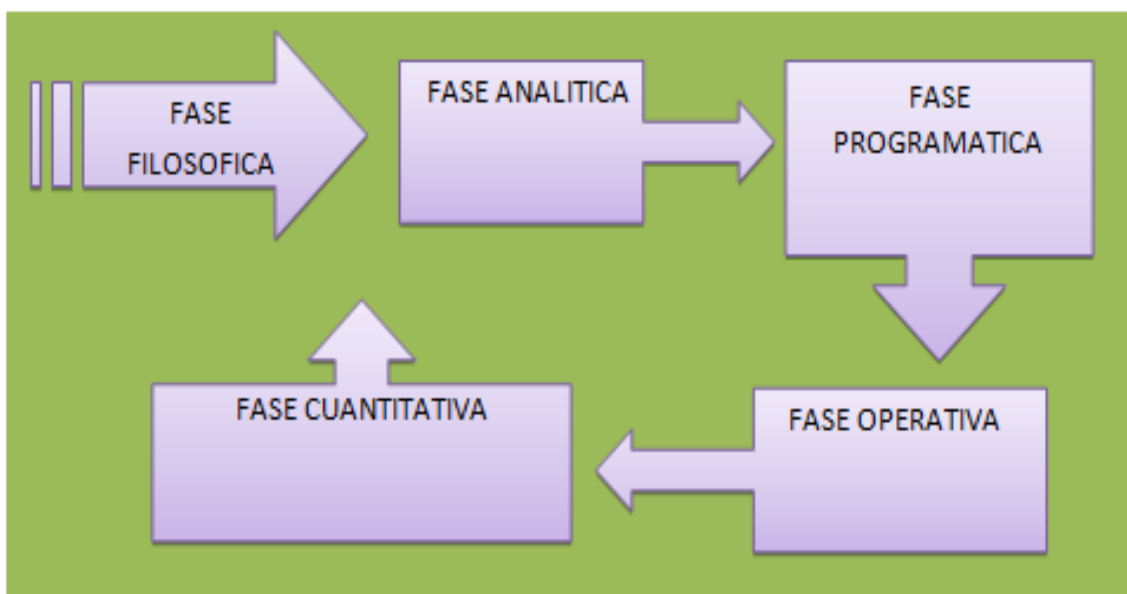 FASE
FILOSOFICA
FASE ANALITICA
FASE
PROGRAMATICA
FASE OPERATIVA
FASE CUANTITATIVA